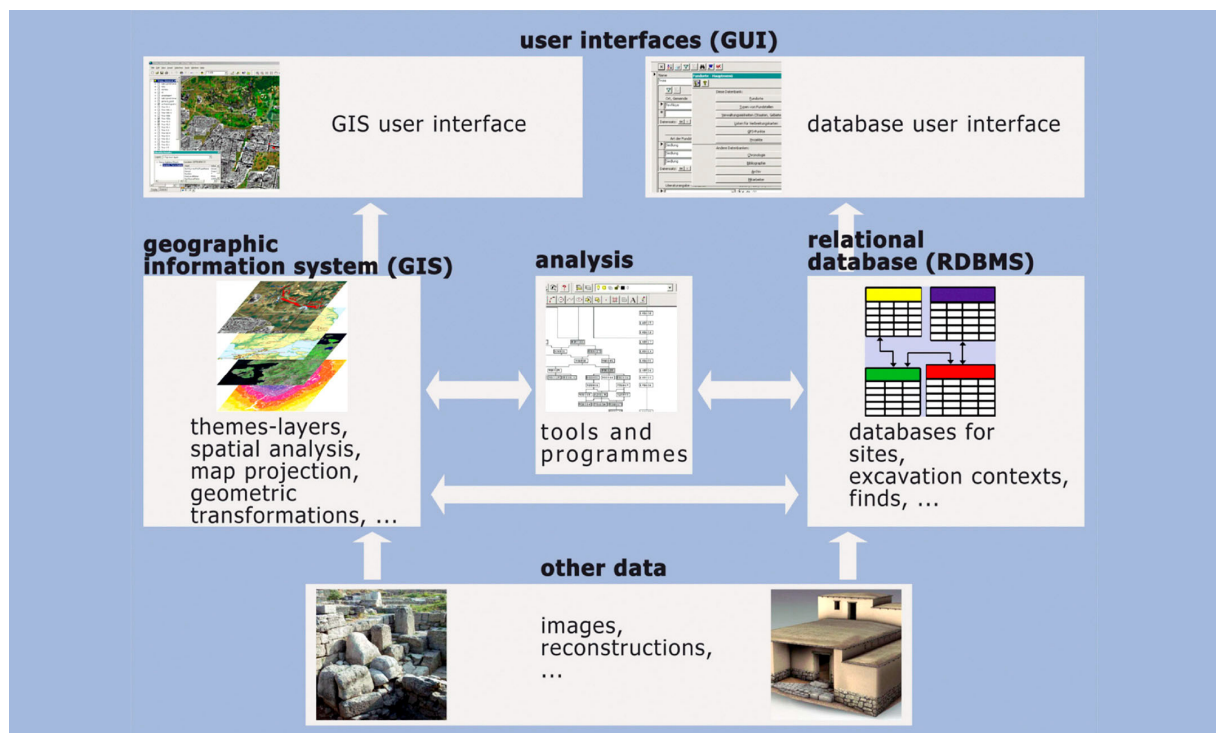 user interfaces (GUI)
GIS user interface
database user interface
geographic
information system (GIS)
analysis
relational
database (RDBMS)
themes-layers,
spatial analysis,
map projection,
geometric
transformations, ...
tools and
programmes
databases for
sites,
excavation contexts,
finds, ...
other data
images,
reconstructions,
...